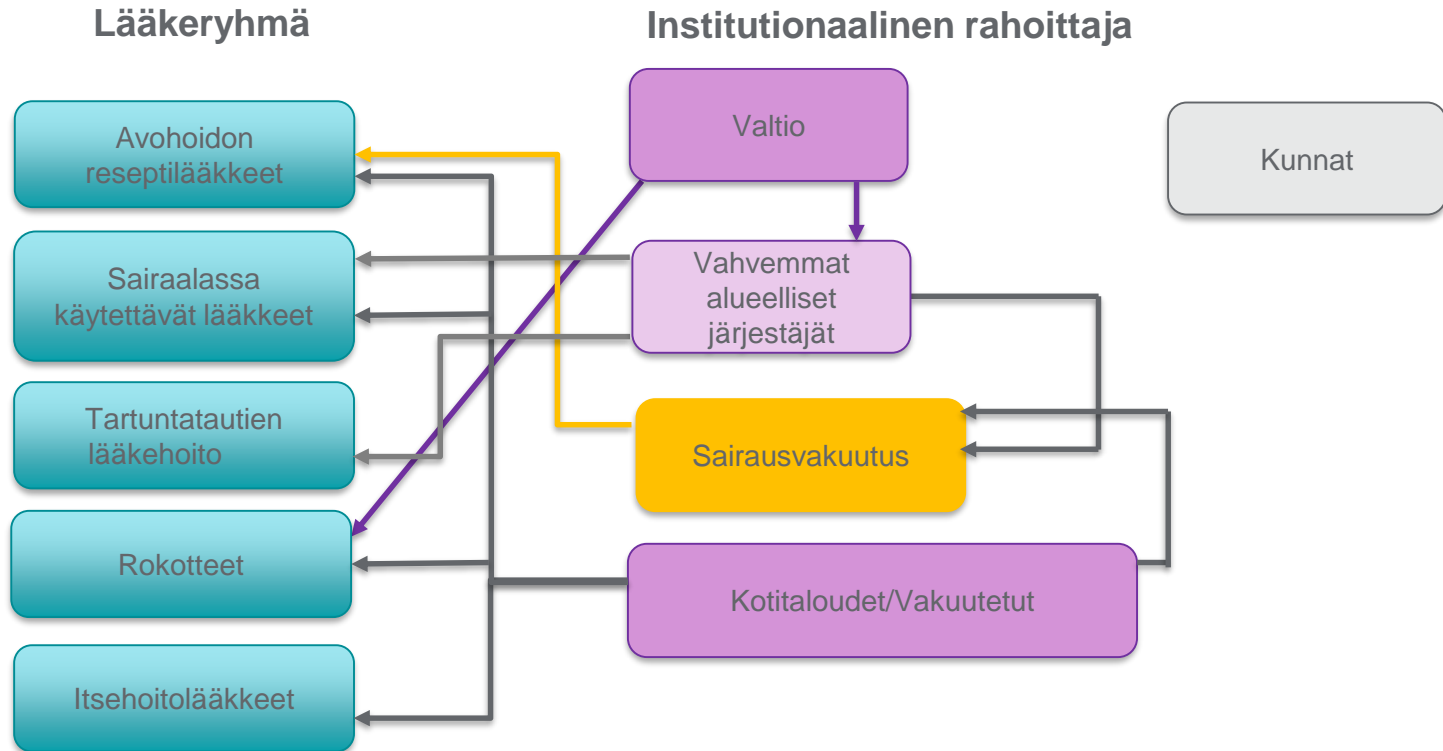 Lääkeryhmä
Institutionaalinen rahoittaja
Avohoidon
reseptilääkkeet
Sairaalassa
käytettävät lääkkeet
Tartuntatautien
lääkehoito
Rokotteet
Itsehoitolääkkeet
Valtio
Vahvemmat
alueelliset
järjestäjät
Sairausvakuutus
Kotitaloudet/Vakuutetut
Kunnat